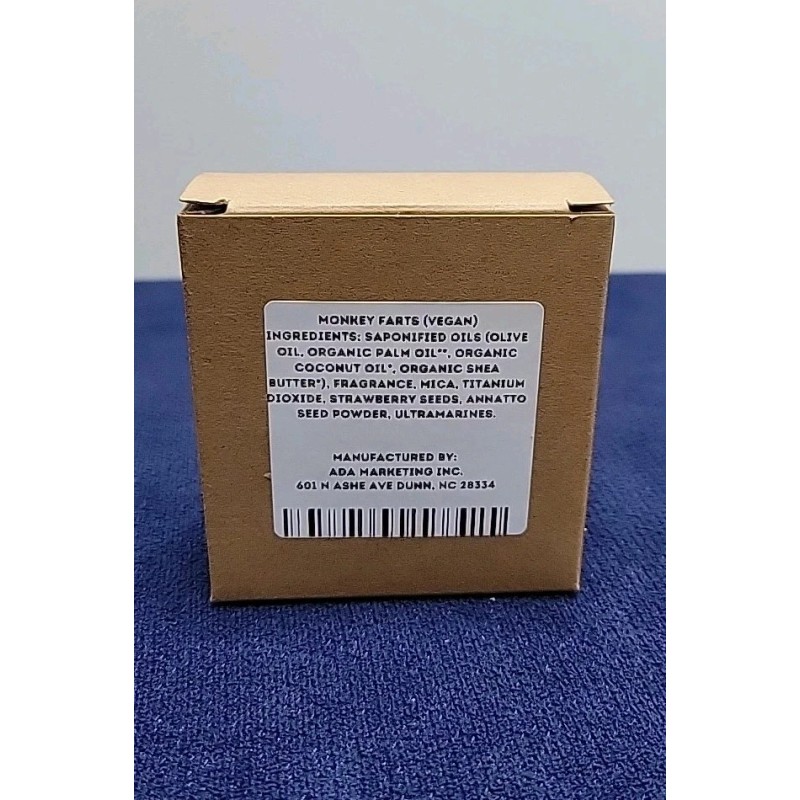 MONKEY FARTS (VEGAN)
INGREDIENTS: SAPONIFIED OILS (OLIVE
OIL, ORGANIC PALM OIL**, ORGANIC
COCONUT OIL*, ORGANIC SHEA
BUTTER*), FRAGRANCE, MICA, TITANIUM
DIOXIDE, STRAWBERRY SEEDS, ANNATTO
SEED POWDER, ULTRAMARINES.
MANUFACTURED BY:
ADA MARKETING INC.
601 N ASHE AVE DUNN, NC 28334